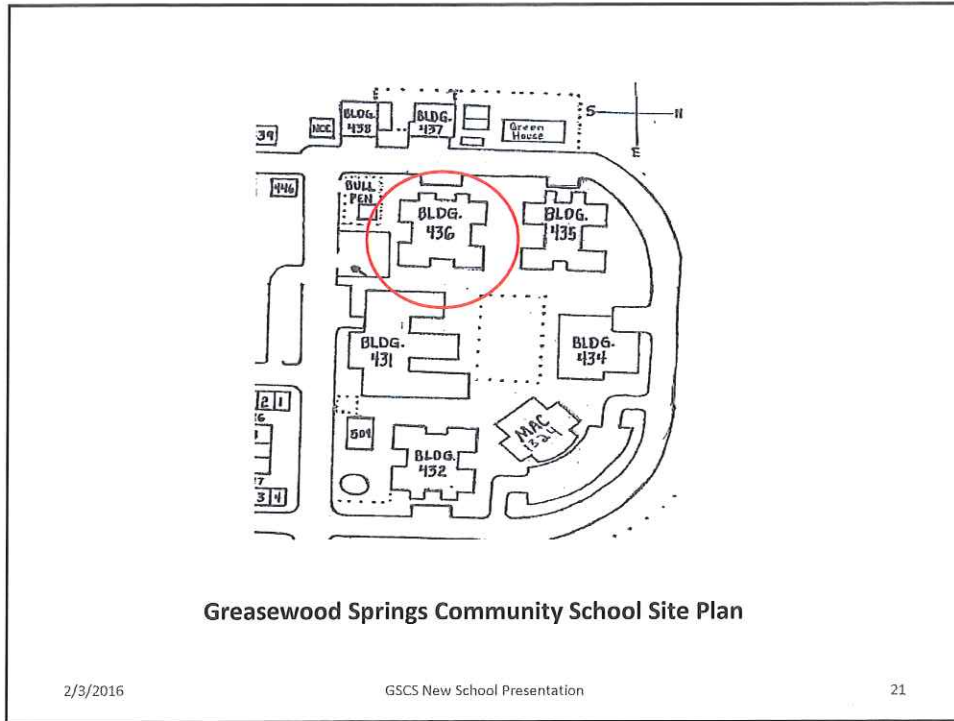 BLDG.
438
BLDG.
437
Green
House
S
N
E
39
NCC
446
BULL
PEN
BLDG.
436
BLDG.
435
BLDG.
431
BLDG.
434
2 1
509
MAC
1324
BLDG.
432
3 4
Greasewood Springs Community School Site Plan
2/3/2016
GSCS New School Presentation
21